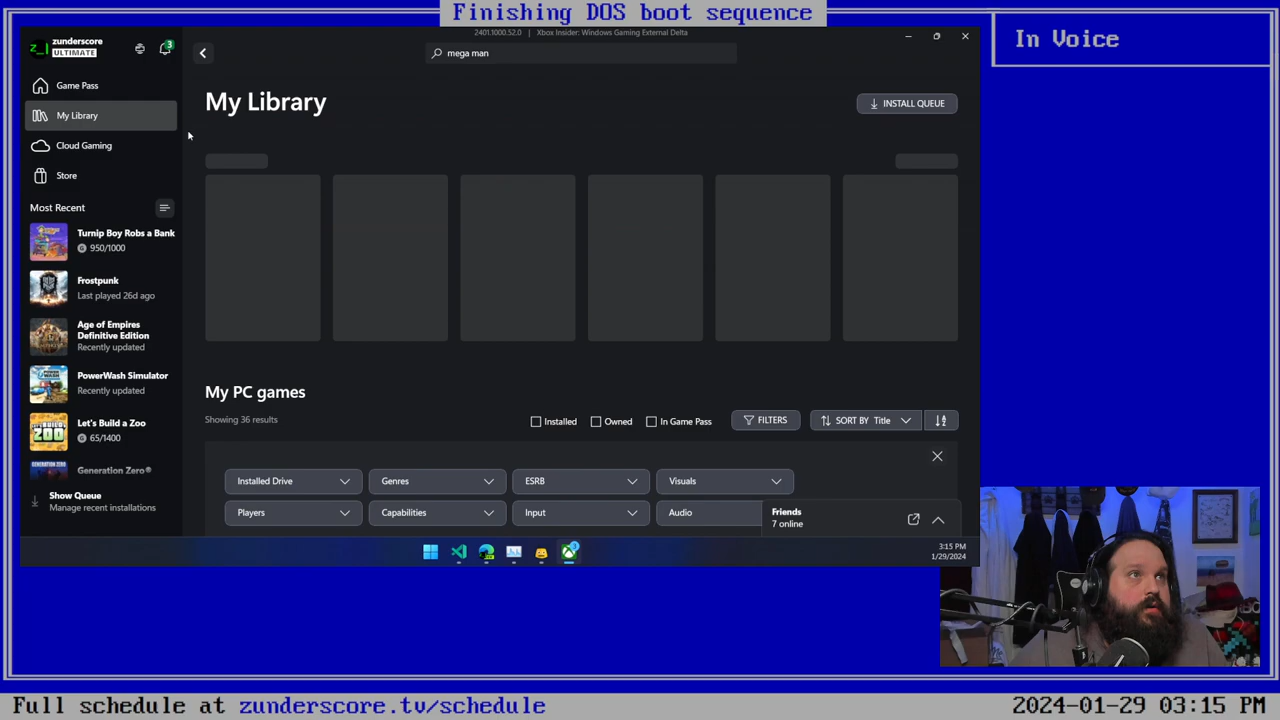 Finishing DOS boot sequence
In Voice
2401.1000.52.0 | Xbox Insider: Windows Gaming External Delta
z_
zunderscore
ULTIMATE
3
mega man
Game Pass
My Library
Cloud Gaming
Store
Most Recent
Turnip Boy Robs a Bank
G 950/1000
Frostpunk
Last played 26d ago
Age of Empires
Definitive Edition
Recently updated
PowerWash Simulator
Recently updated
Let's Build a Zoo
G 65/1400
Generation Zero®
Show Queue
Manage recent installations
My Library
INSTALL QUEUE
My PC games
Showing 36 results
Installed
Owned
In Game Pass
FILTERS
SORT BY Title
Installed Drive
Genres
ESRB
Visuals
Players
Capabilities
Input
Audio
Friends
7 online
3:15 PM
1/29/2024
Full schedule at zunderscore.tv/schedule
2024-01-29 03:15 PM